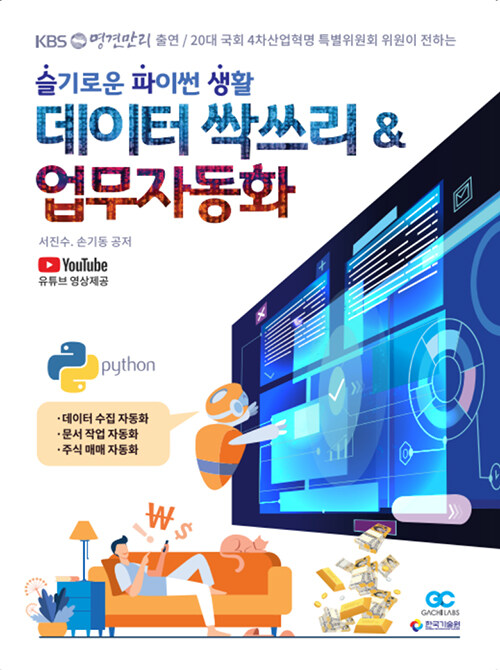 KBS 명견만리 출연 / 20대 국회 4차산업혁명 특별위원회 위원이 전하는
슬기로운 파이썬 생활
데이터 싹쓰리 &
업무자동화
서진수. 손기동 공저
YouTube
유튜브 영상제공
python
· 데이터 수집 자동화
· 문서 작업 자동화
· 주식 매매 자동화
₩$
GC
GACHI LABS
한국기술원